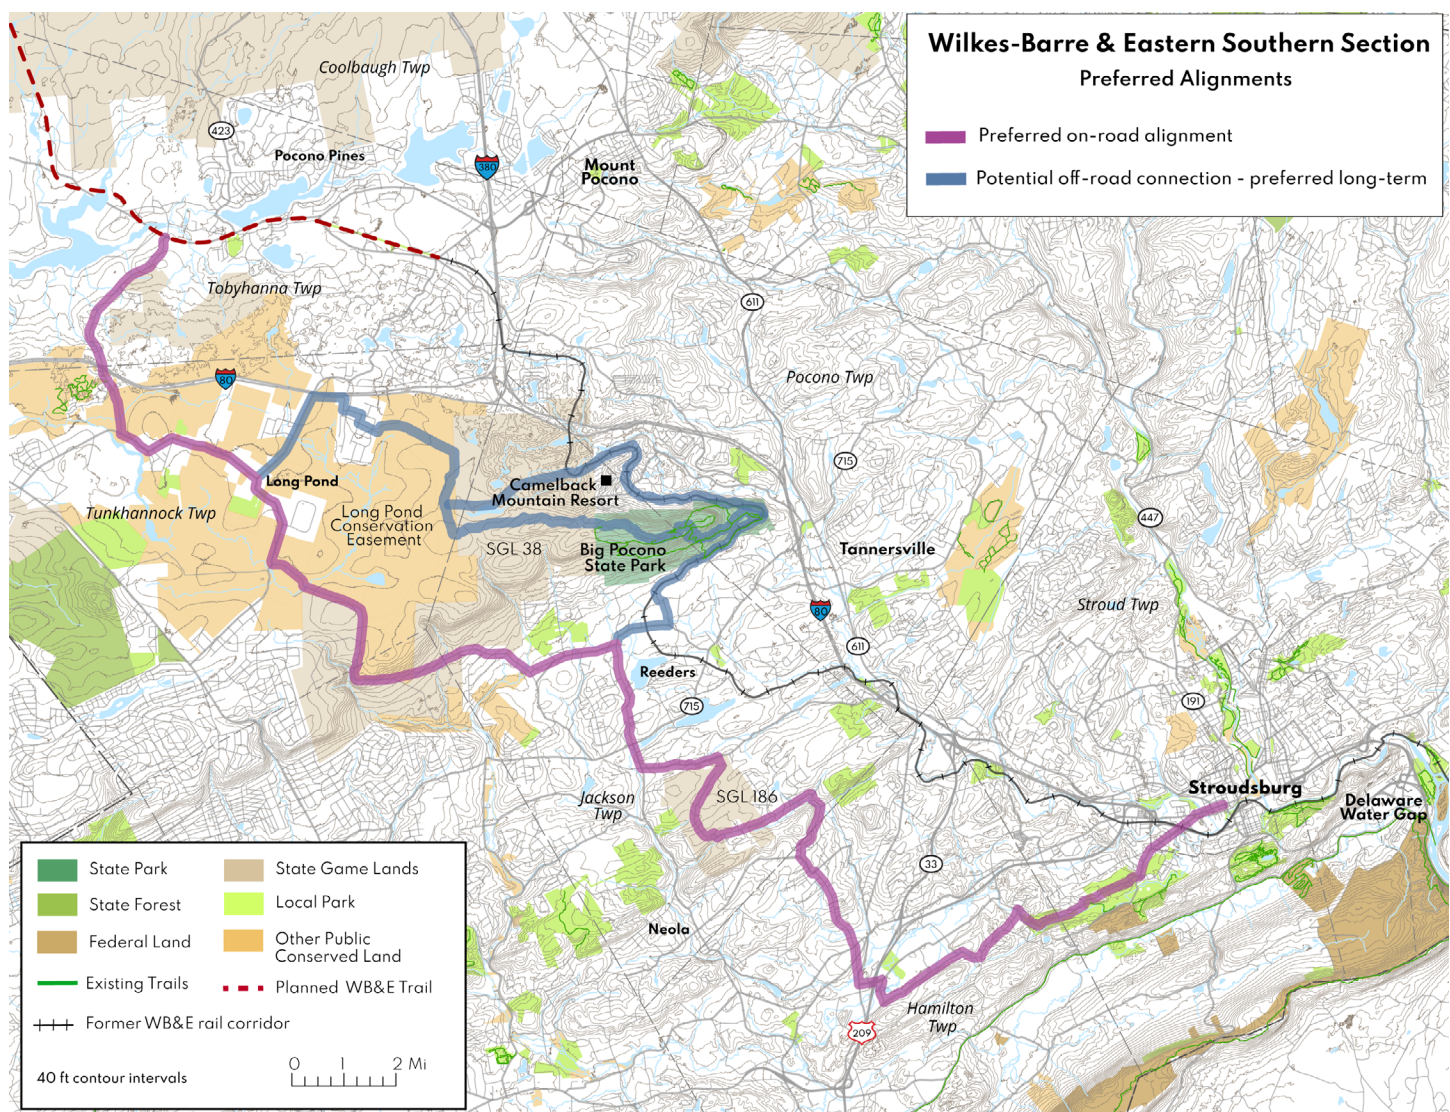 Wilkes-Barre & Eastern Southern Section
Preferred Alignments
Preferred on-road alignment
Potential off-road connection - preferred long-term
Coolbaugh Twp
423
Pocono Pines
380
Mount
Pocono
Tobyhanna Twp
611
80
Pocono Twp
715
Long Pond
Camelback
Mountain Resort
Tunkhannock Twp
Long Pond
Conservation
Easement
447
SGL 38
Big Pocono
State Park
Tannersville
80
Stroud Twp
611
Reeders
715
191
Jackson
Twp
SGL 186
Stroudsburg
Delaware
Water Gap
33
Neola
Hamilton
Twp
209
State Park
State Game Lands
State Forest
Local Park
Federal Land
Other Public
Conserved Land
Existing Trails
Planned WB&E Trail
Former WB&E rail corridor
0 1 2 Mi
40 ft contour intervals